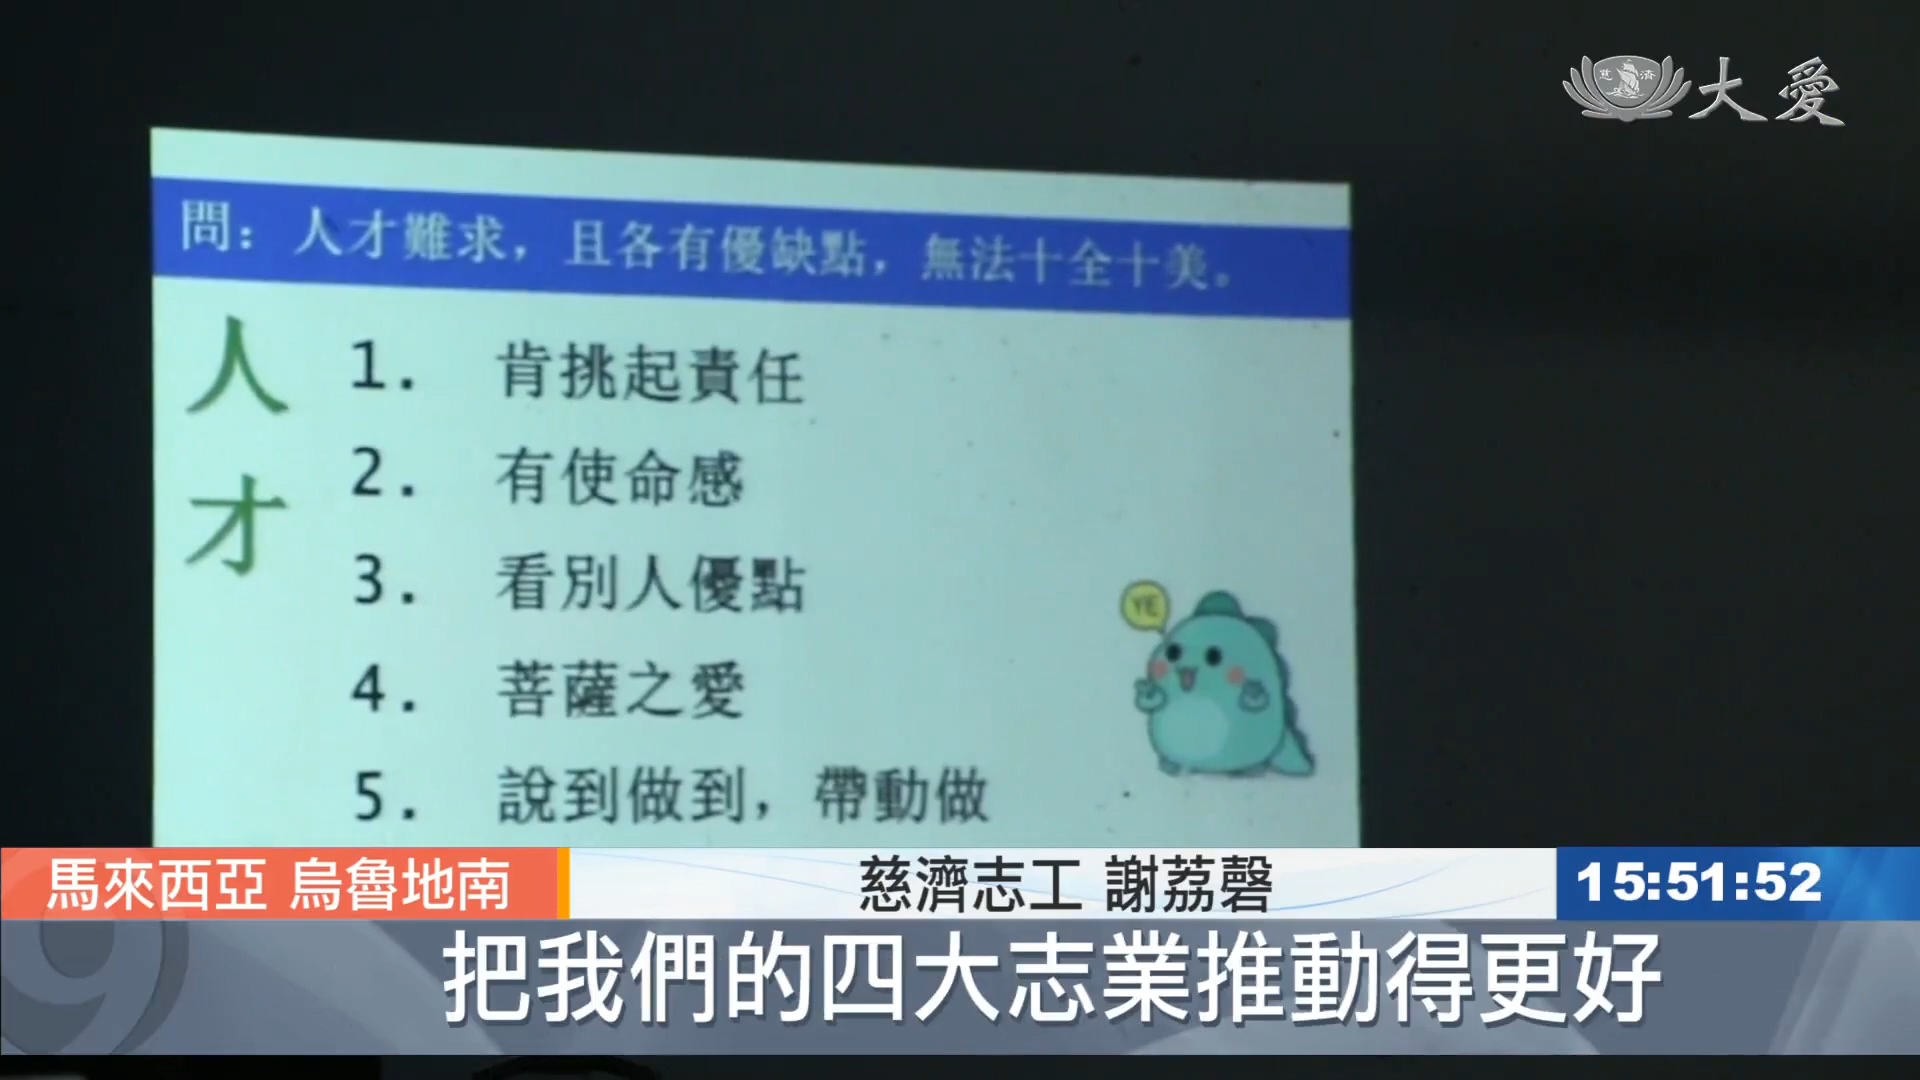 慈濟
大愛
問：人才難求，且各有優缺點，無法十全十美。
人才
1. 肯挑起責任
2. 有使命感
3. 看別人優點
4. 菩薩之愛
5. 說到做到，帶動做
YE
馬來西亞 烏魯地南
慈濟志工 謝荔磬
15:51:52
把我們的四大志業推動得更好